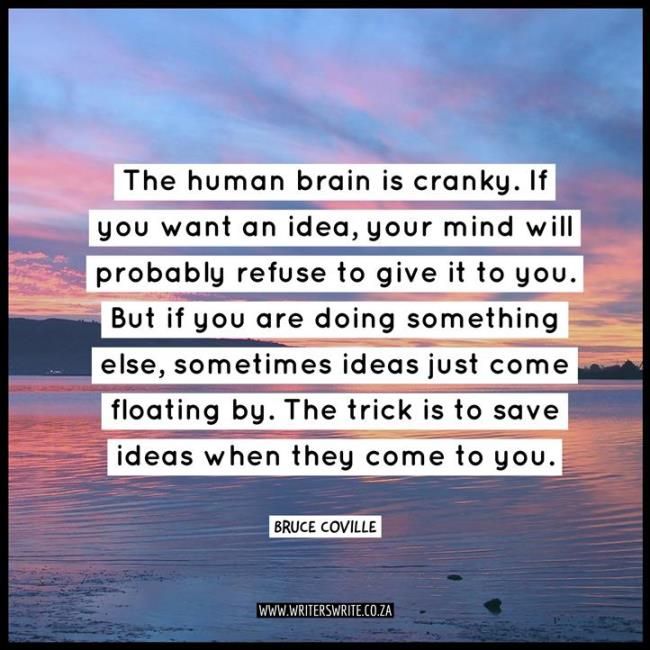 The human brain is cranky. If
you want an idea, your mind will
probably refuse to give it to you.
But if you are doing something
else, sometimes ideas just come
floating by. The trick is to save
ideas when they come to you.
BRUCE COVILLE
WWW.WRITERSWRITE.CO.ZA